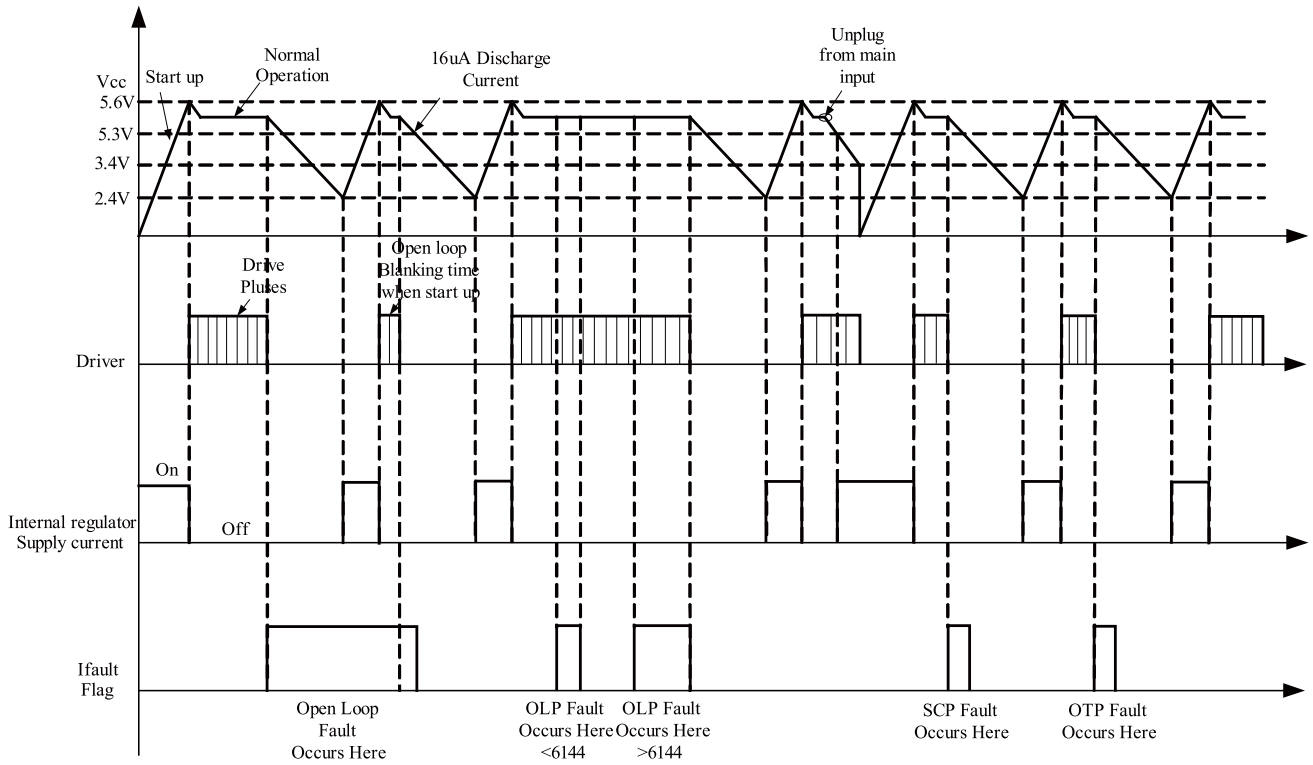 Vcc
5.6V
5.3V
3.4V
2.4V
Start up
Normal
Operation
16uA Discharge
Current
Unplug
from main
input
Drive
Pluses
Open loop
Blanking time
when start up
Driver
On
Off
Internal regulator
Supply current
Ifault
Flag
Open Loop
Fault
Occurs Here
OLP Fault
Occurs Here
<6144
OLP Fault
Occurs Here
>6144
SCP Fault
Occurs Here
OTP Fault
Occurs Here